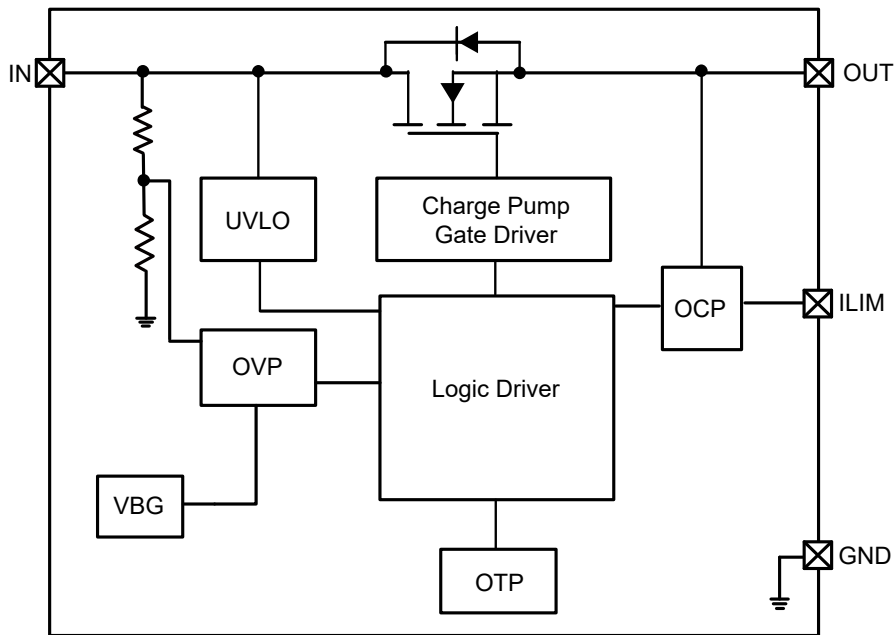 IN
OUT
UVLO
Charge Pump
Gate Driver
OCP
ILIM
OVP
Logic Driver
VBG
OTP
GND